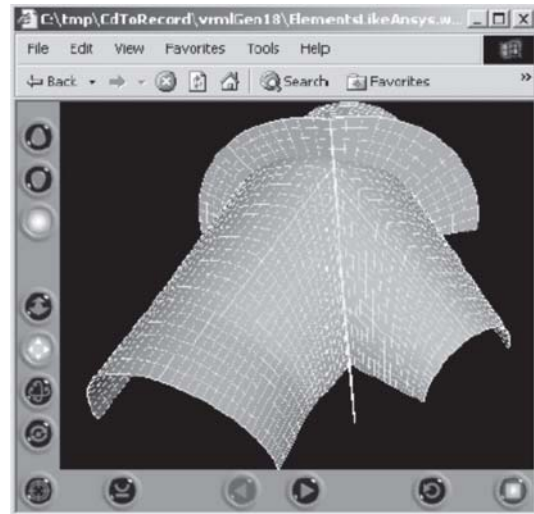 C:\tmp\CdToRecord\vrmlGen18\ElementsLikeAnsys.w...
File Edit View Favorites Tools Help
Back Search Favorites »